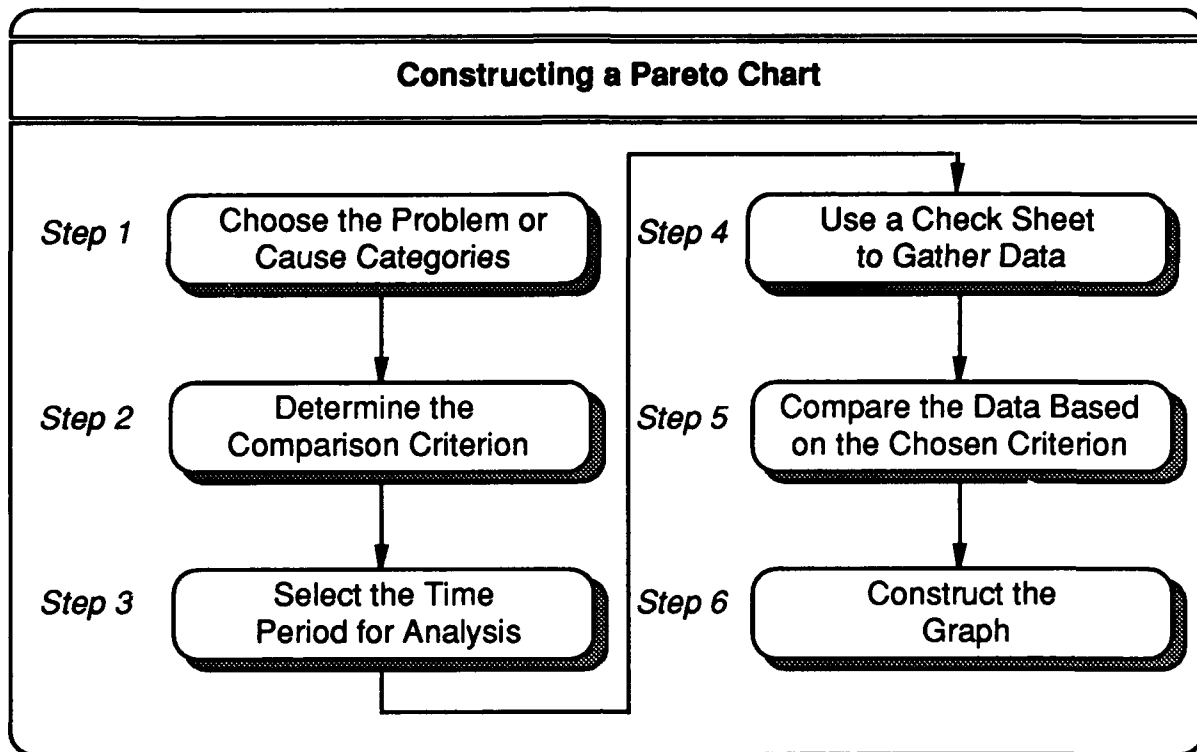 Constructing a Pareto Chart
Step 1
Choose the Problem or
Cause Categories
Step 2
Determine the
Comparison Criterion
Step 3
Select the Time
Period for Analysis
Step 4
Use a Check Sheet
to Gather Data
Step 5
Compare the Data Based
on the Chosen Criterion
Step 6
Construct the
Graph